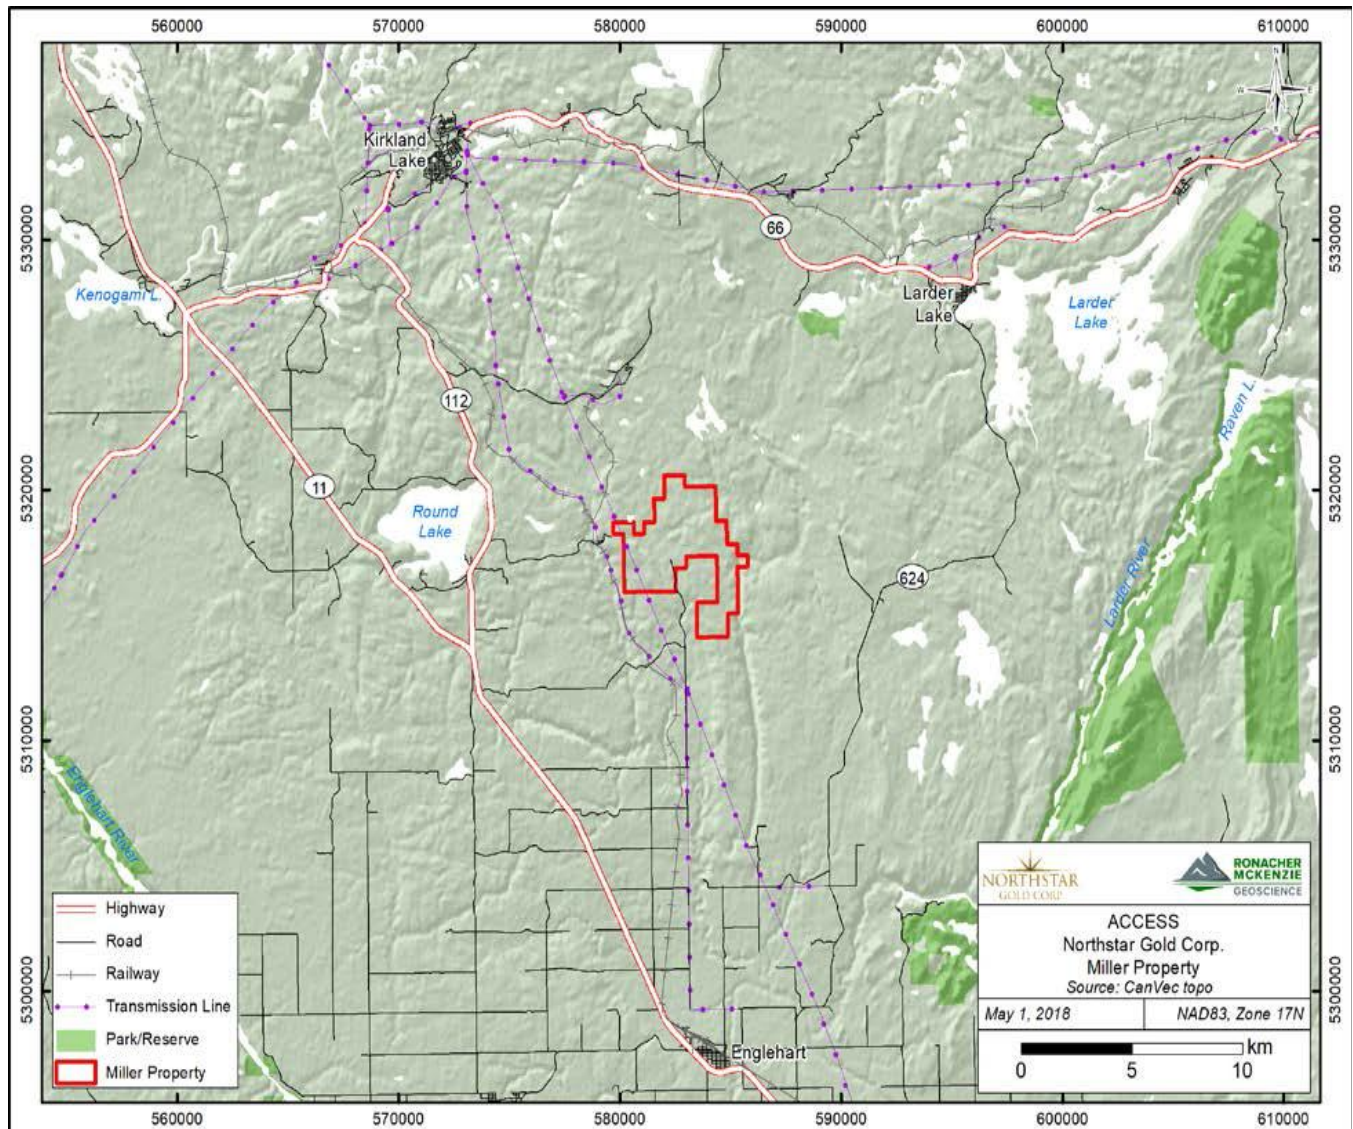 560000 570000 580000 590000 600000 610000
N
W E
Kirkland
Lake
66
5330000
5330000
Kenogami L.
Larder
Lake
Larder
Lake
112
Raven L.
11
Round
Lake
5320000
5320000
624
Larder River
5310000
5310000
Englehart River
5300000
5300000
Englehart
Highway
Road
Railway
Transmission Line
Park/Reserve
Miller Property
NORTHSTAR
GOLD CORP.
RONACHER
MCKENZIE
GEOSCIENCE
ACCESS
Northstar Gold Corp.
Miller Property
Source: CanVec topo
May 1, 2018 NAD83, Zone 17N
km
0 5 10
560000 570000 580000 590000 600000 610000